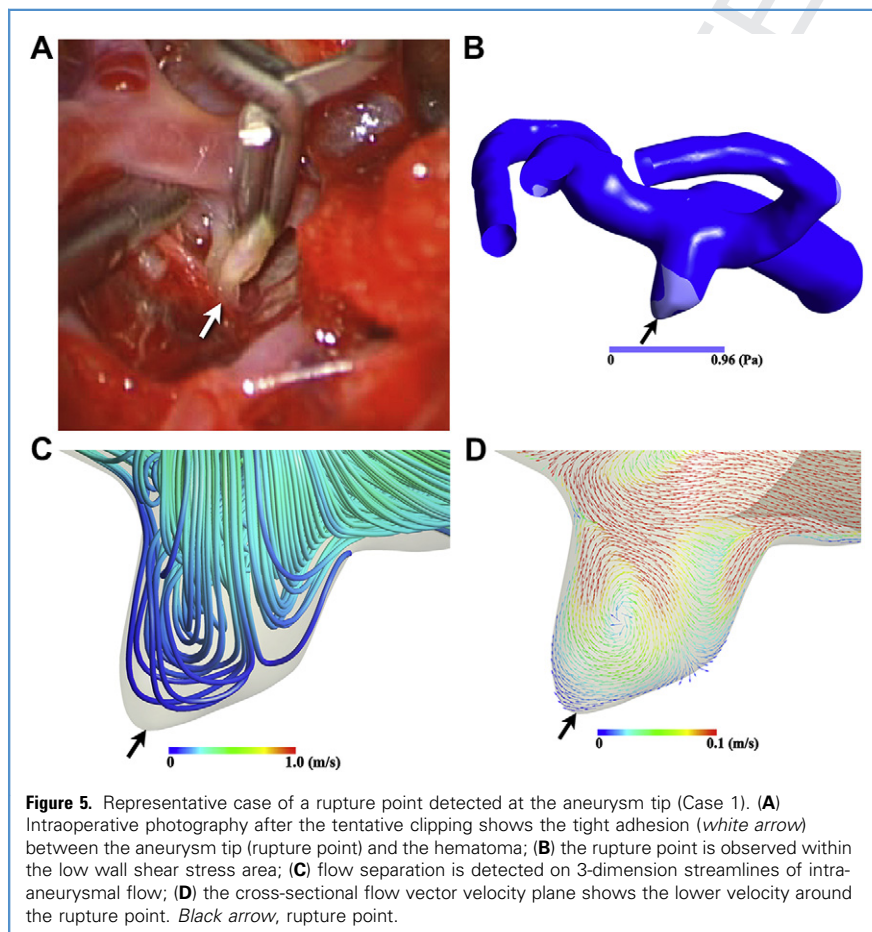 A
B
0 0.96 (Pa)
C
D
0 1.0 (m/s)
0 0.1 (m/s)
Figure 5. Representative case of a rupture point detected at the aneurysm tip (Case 1). (A)
Intraoperative photography after the tentative clipping shows the tight adhesion (white arrow)
between the aneurysm tip (rupture point) and the hematoma; (B) the rupture point is observed within
the low wall shear stress area; (C) flow separation is detected on 3-dimension streamlines of intra-
aneurysmal flow; (D) the cross-sectional flow vector velocity plane shows the lower velocity around
the rupture point. Black arrow, rupture point.